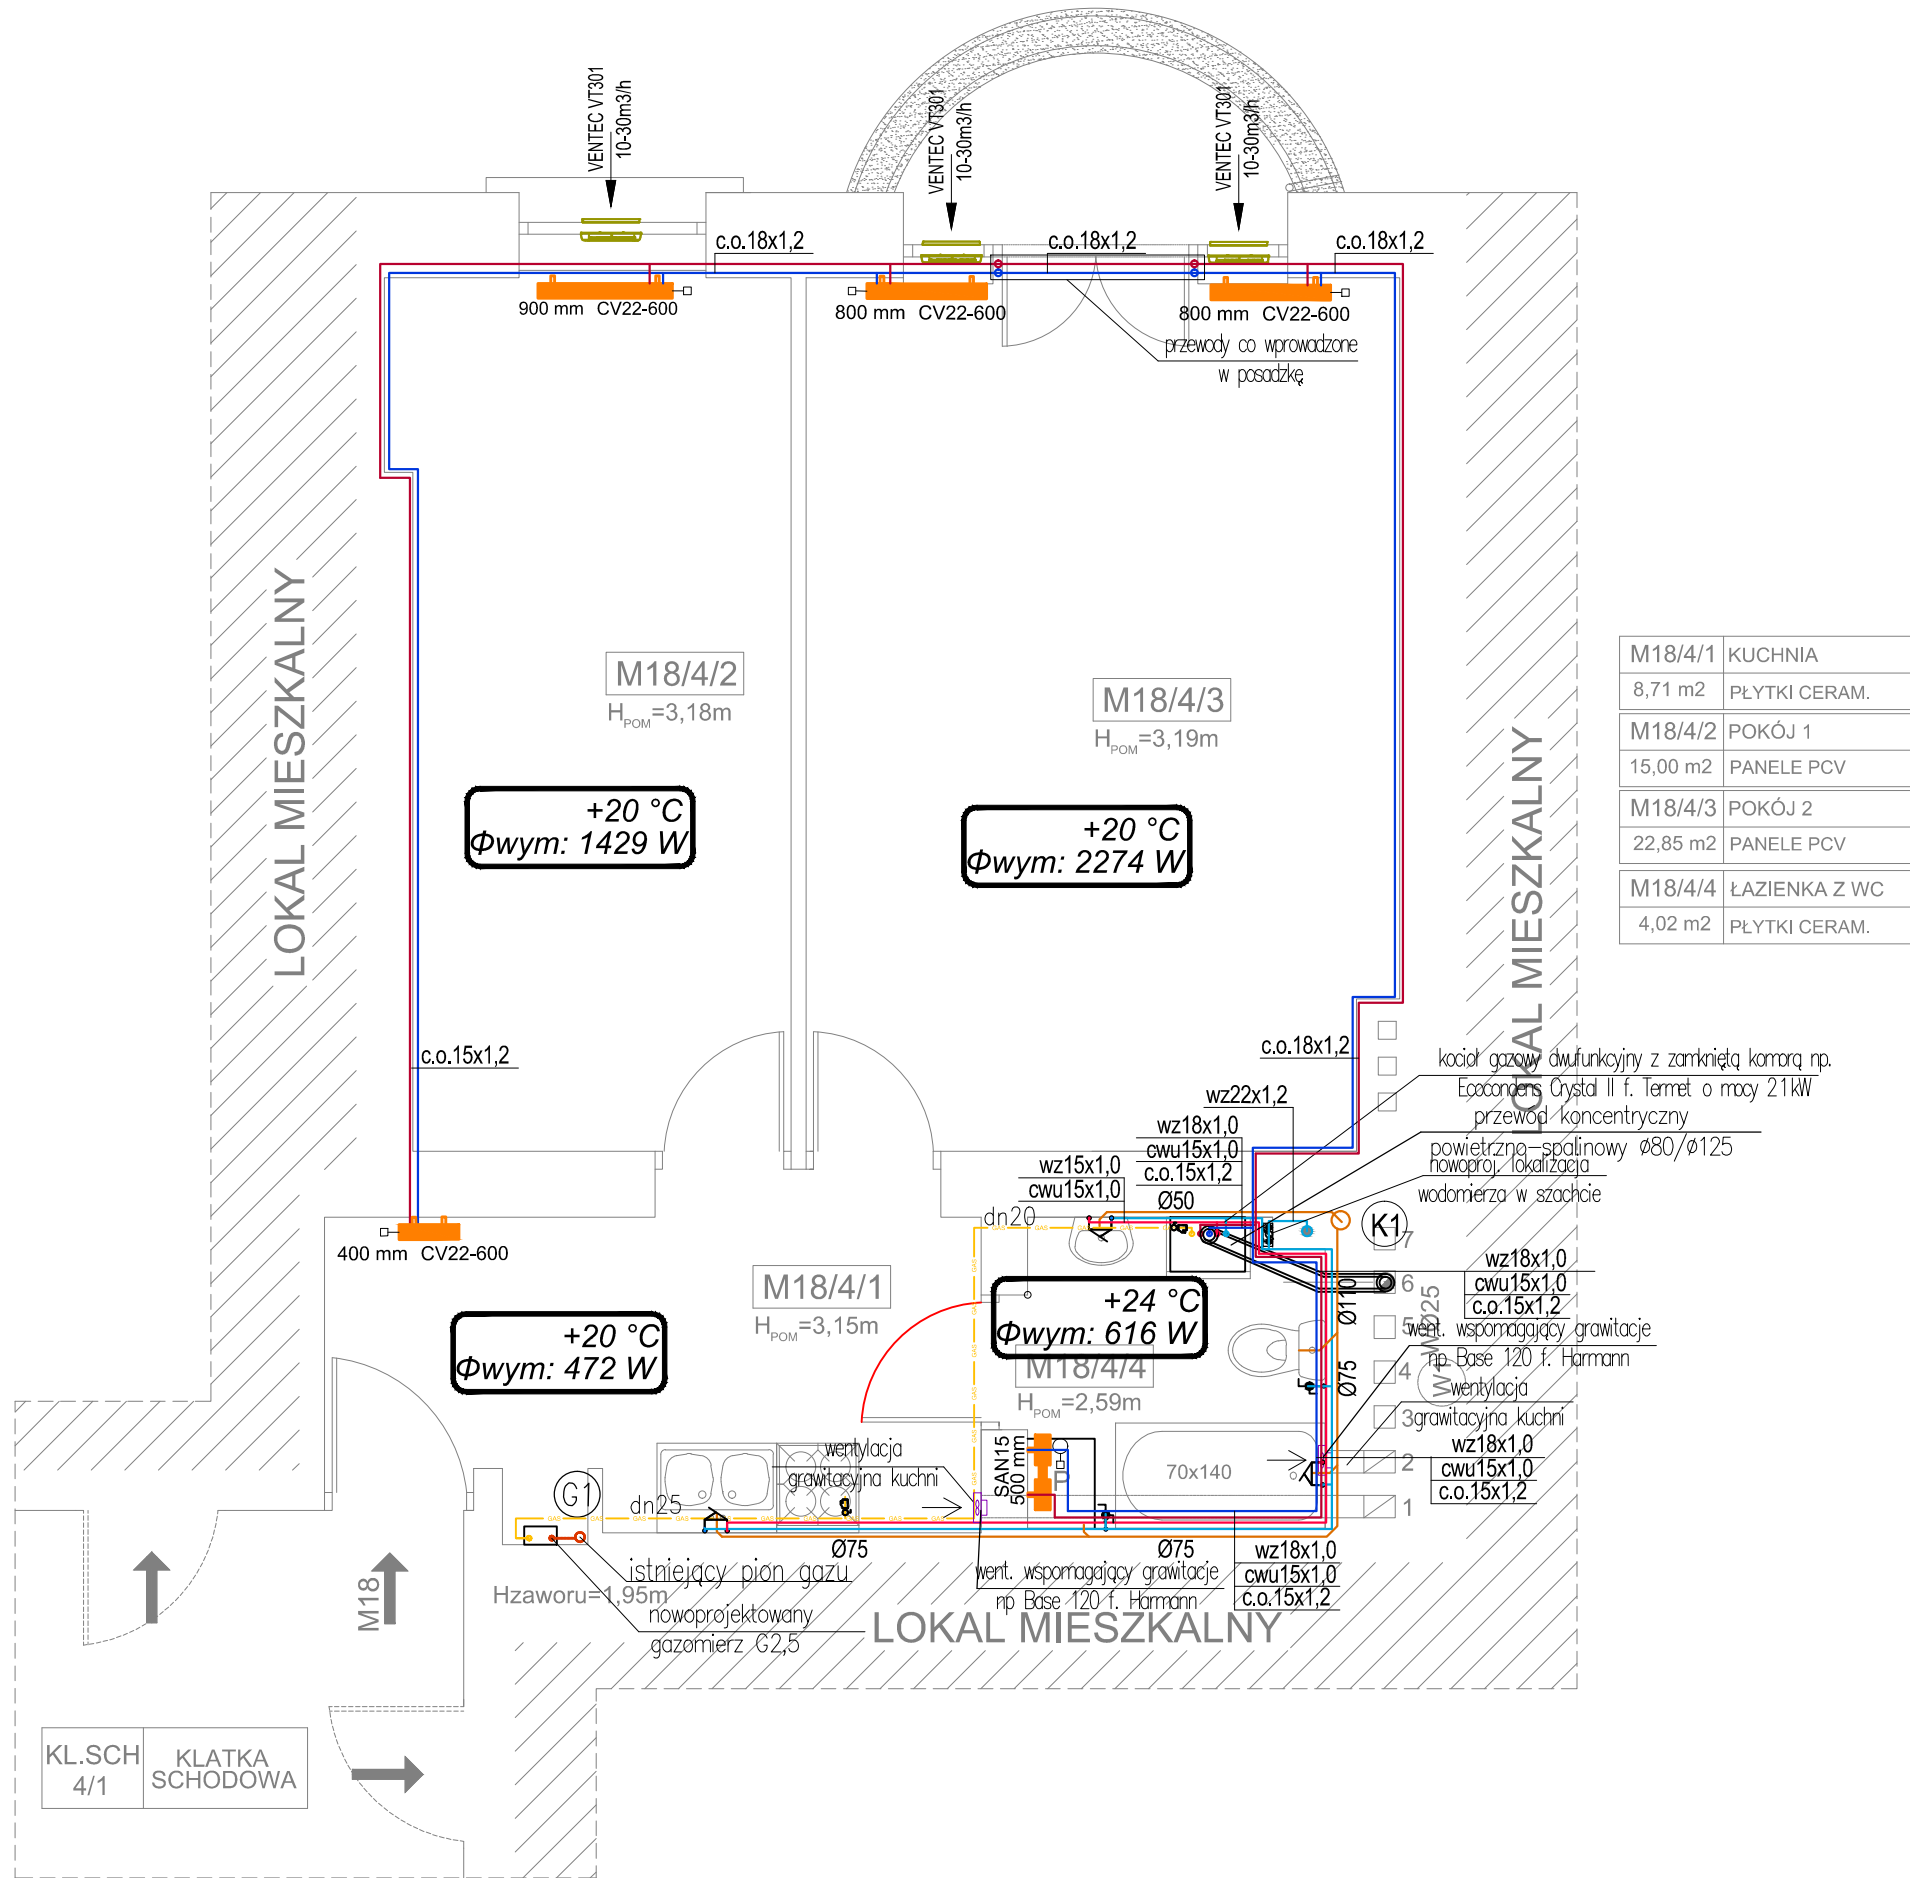 VENTEC VT301
10-30m3/h
VENTEC VT301
10-30m3/h
VENTEC VT301
10-30m3/h
c.o.18x1,2
c.o.18x1,2
c.o.18x1,2
900 mm CV22-600
800 mm CV22-600
800 mm CV22-600
przewody co wprowadzone
w posadzkę
LOKAL MIESZKALNY
M18/4/2
HPOM=3,18m
M18/4/3
HPOM=3,19m
+20 °C
Φwym: 1429 W
+20 °C
Φwym: 2274 W
LOKAL MIESZKALNY
M18/4/1 KUCHNIA
8,71 m2 PŁYTKI CERAM.
M18/4/2 POKÓJ 1
15,00 m2 PANELE PCV
M18/4/3 POKÓJ 2
22,85 m2 PANELE PCV
M18/4/4 ŁAZIENKA Z WC
4,02 m2 PŁYTKI CERAM.
c.o.15x1,2
c.o.18x1,2
kocioł gazowy dwufunkcyjny z zamkniętą komorą np.
Ecocondens Crystal II f. Termet o mocy 21kW
przewód koncentryczny
powietrzno-spalinowy Ø80/Ø125
nowoproj. lokalizacja
wodomierza w szachcie
wz22x1,2
wz18x1,0
cwu15x1,0
c.o.15x1,2
Ø50
wz15x1,0
cwu15x1,0
dn20
K1
7
6
5
4
3
2
1
400 mm CV22-600
M18/4/1
HPOM=3,15m
+20 °C
Φwym: 472 W
+24 °C
Φwym: 616 W
M18/4/4
HPOM=2,59m
Ø110
Ø75
wz18x1,0
cwu15x1,0
c.o.15x1,2
went. wspomagający grawitacje
np Base 120 f. Harmann
wentylacja
grawitacyjna kuchni
wz18x1,0
cwu15x1,0
c.o.15x1,2
wentylacja
grawitacyjna kuchni
SAN15
500 mm
P
70x140
G1
dn25
Ø75
Ø75
istniejący pion gazu
Hzaworu=1,95m
nowoprojektowany
gazomierz G2,5
went. wspomagający grawitacje
np Base 120 f. Harmann
wz18x1,0
cwu15x1,0
c.o.15x1,2
LOKAL MIESZKALNY
M18
KL.SCH
4/1
KLATKA
SCHODOWA